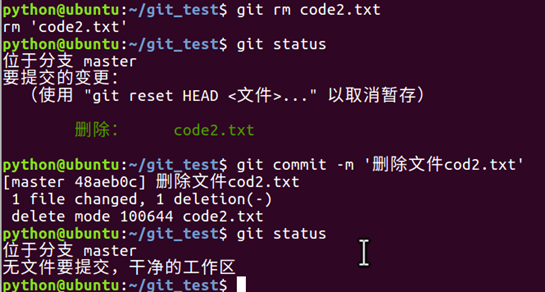 python@ubuntu:~/git_test$ git rm code2.txt
rm 'code2.txt'
python@ubuntu:~/git_test$ git status
位于分支 master
要提交的变更:
（使用 "git reset HEAD <文件>..." 以取消暂存）
删除: code2.txt
python@ubuntu:~/git_test$ git commit -m '删除文件cod2.txt'
[master 48aeb0c] 删除文件cod2.txt
1 file changed, 1 deletion(-)
delete mode 100644 code2.txt
python@ubuntu:~/git_test$ git status
位于分支 master
无文件要提交，干净的工作区
python@ubuntu:~/git_test$